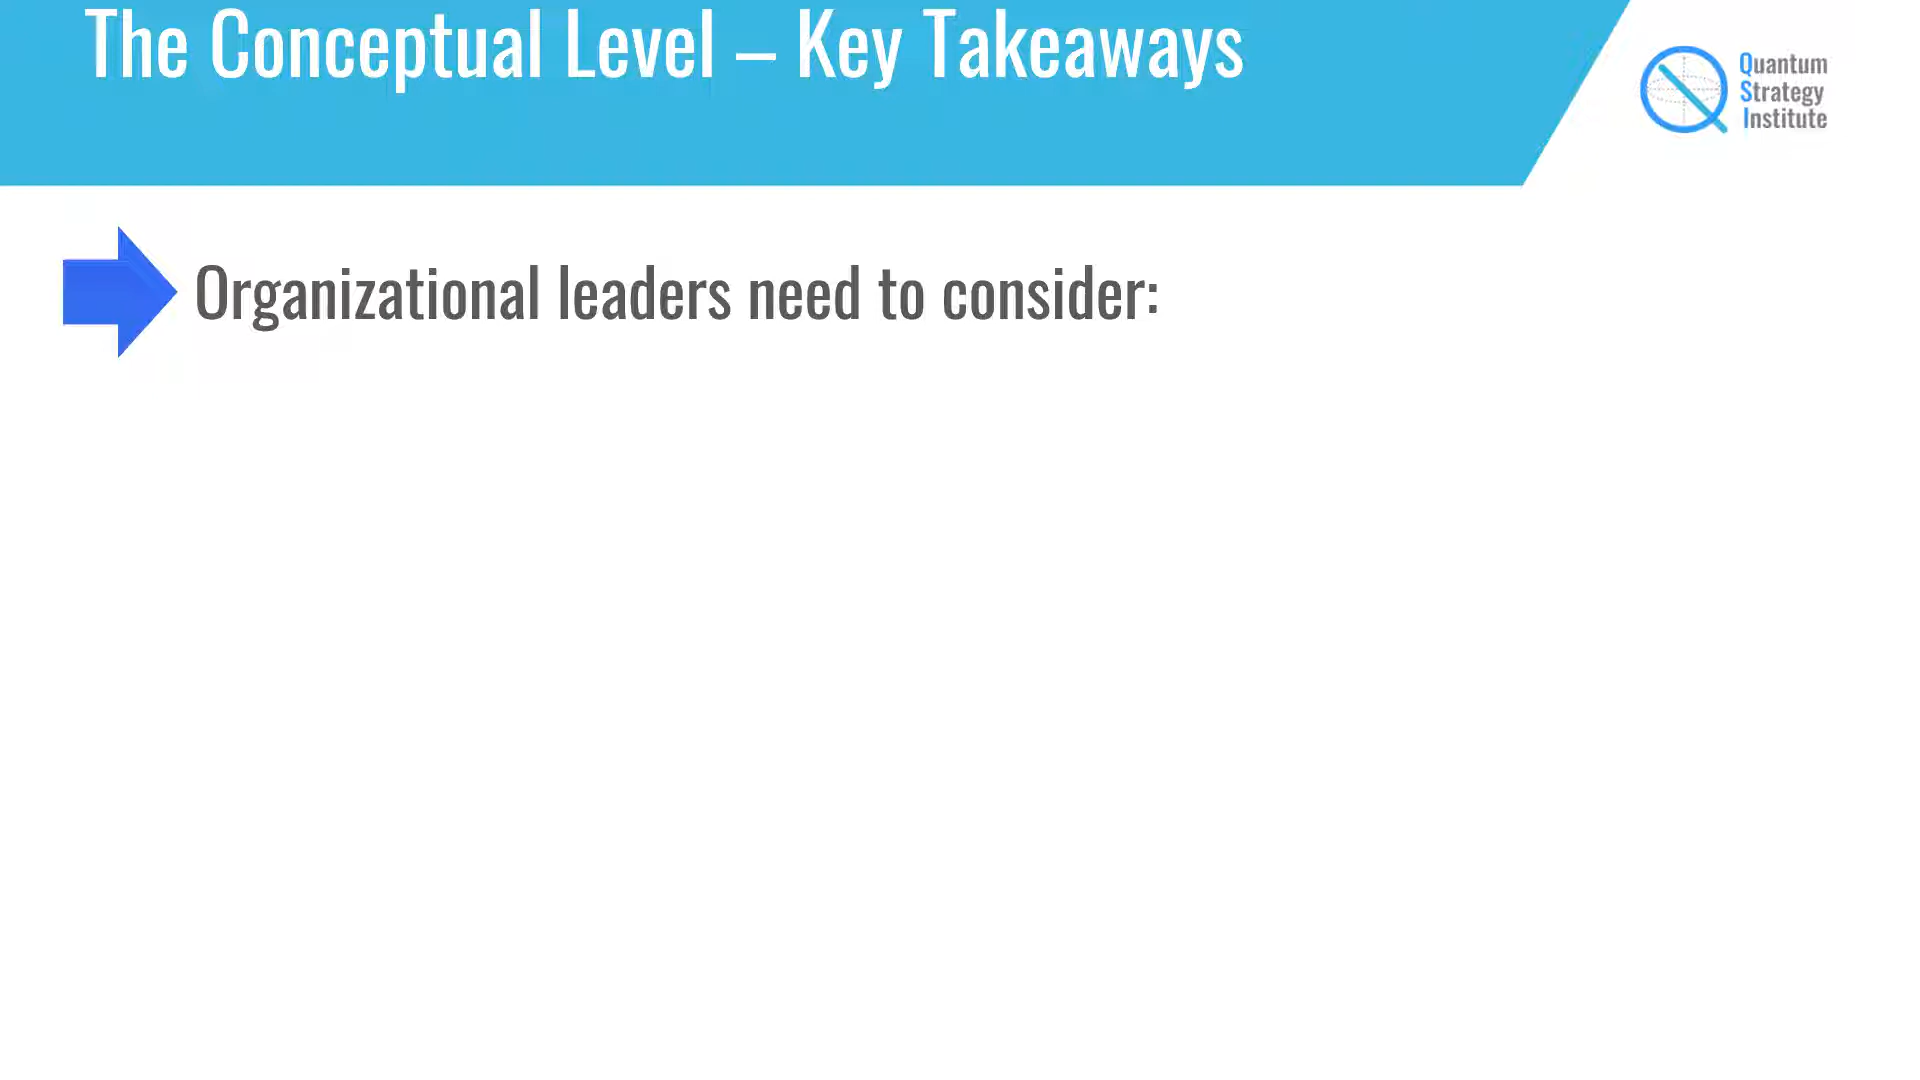 The Conceptual Level – Key Takeaways
Quantum
Strategy
Institute
Organizational leaders need to consider: